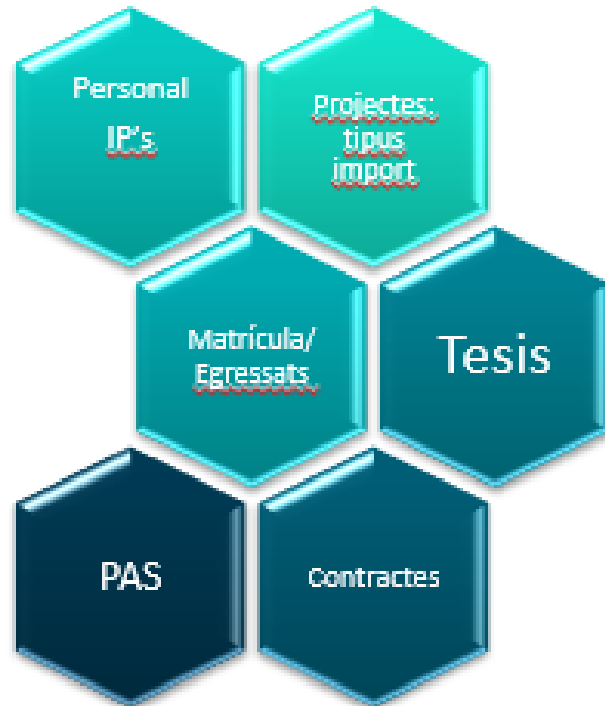 Personal
IP's
Projectes:
tipus
import
Matrícula/
Egressats
Tesis
PAS
Contractes